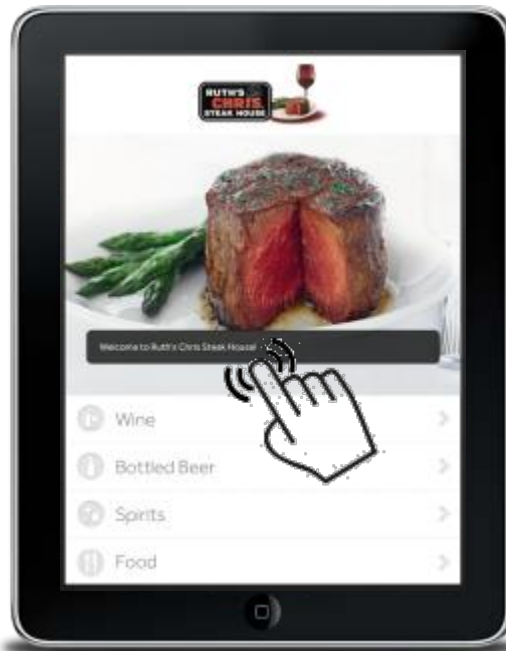 RUTH'S
CHRIS
STEAK HOUSE
Welcome to Ruth's Chris Steak House!
Wine
Bottled Beer
Spirits
Food